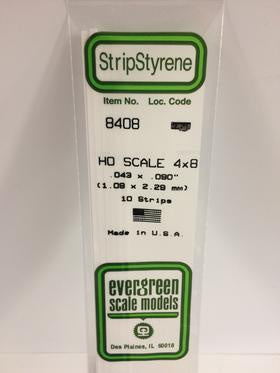 StripStyrene
Item No. Loc. Code
8408
HO SCALE 4x8
.043 x .090"
(1.09 x 2.29 mm)
10 Strips
Made in U.S.A.
evergreen
scale models
Des Plaines, IL 60018